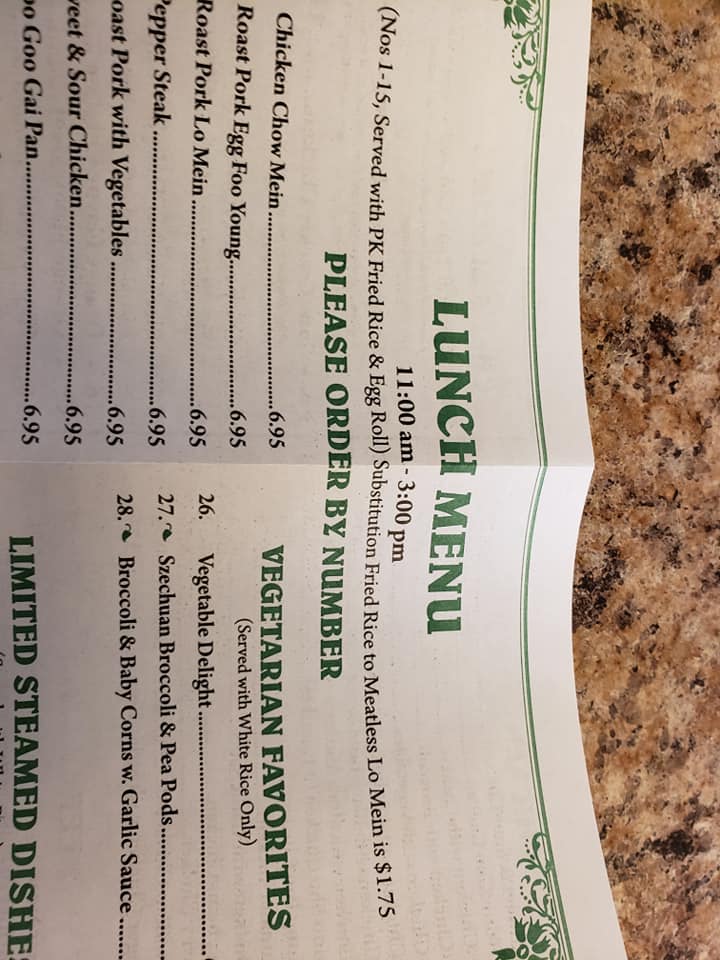 LUNCH MENU
11:00 am - 3:00 pm
(Nos 1-15, Served with PK Fried Rice & Egg Roll) Substitution Fried Rice to Meatless Lo Mein is $1.75
PLEASE ORDER BY NUMBER
Chicken Chow Mein 6.95
Roast Pork Egg Foo Young 6.95
Roast Pork Lo Mein 6.95
Pepper Steak 6.95
oast Pork with Vegetables 6.95
eet & Sour Chicken 6.95
oo Goo Gai Pan 6.95
VEGETARIAN FAVORITES
(Served with White Rice Only)
26. Vegetable Delight
27. Szechuan Broccoli & Pea Pods
28. Broccoli & Baby Corns w. Garlic Sauce
LIMITED STEAMED DISHES